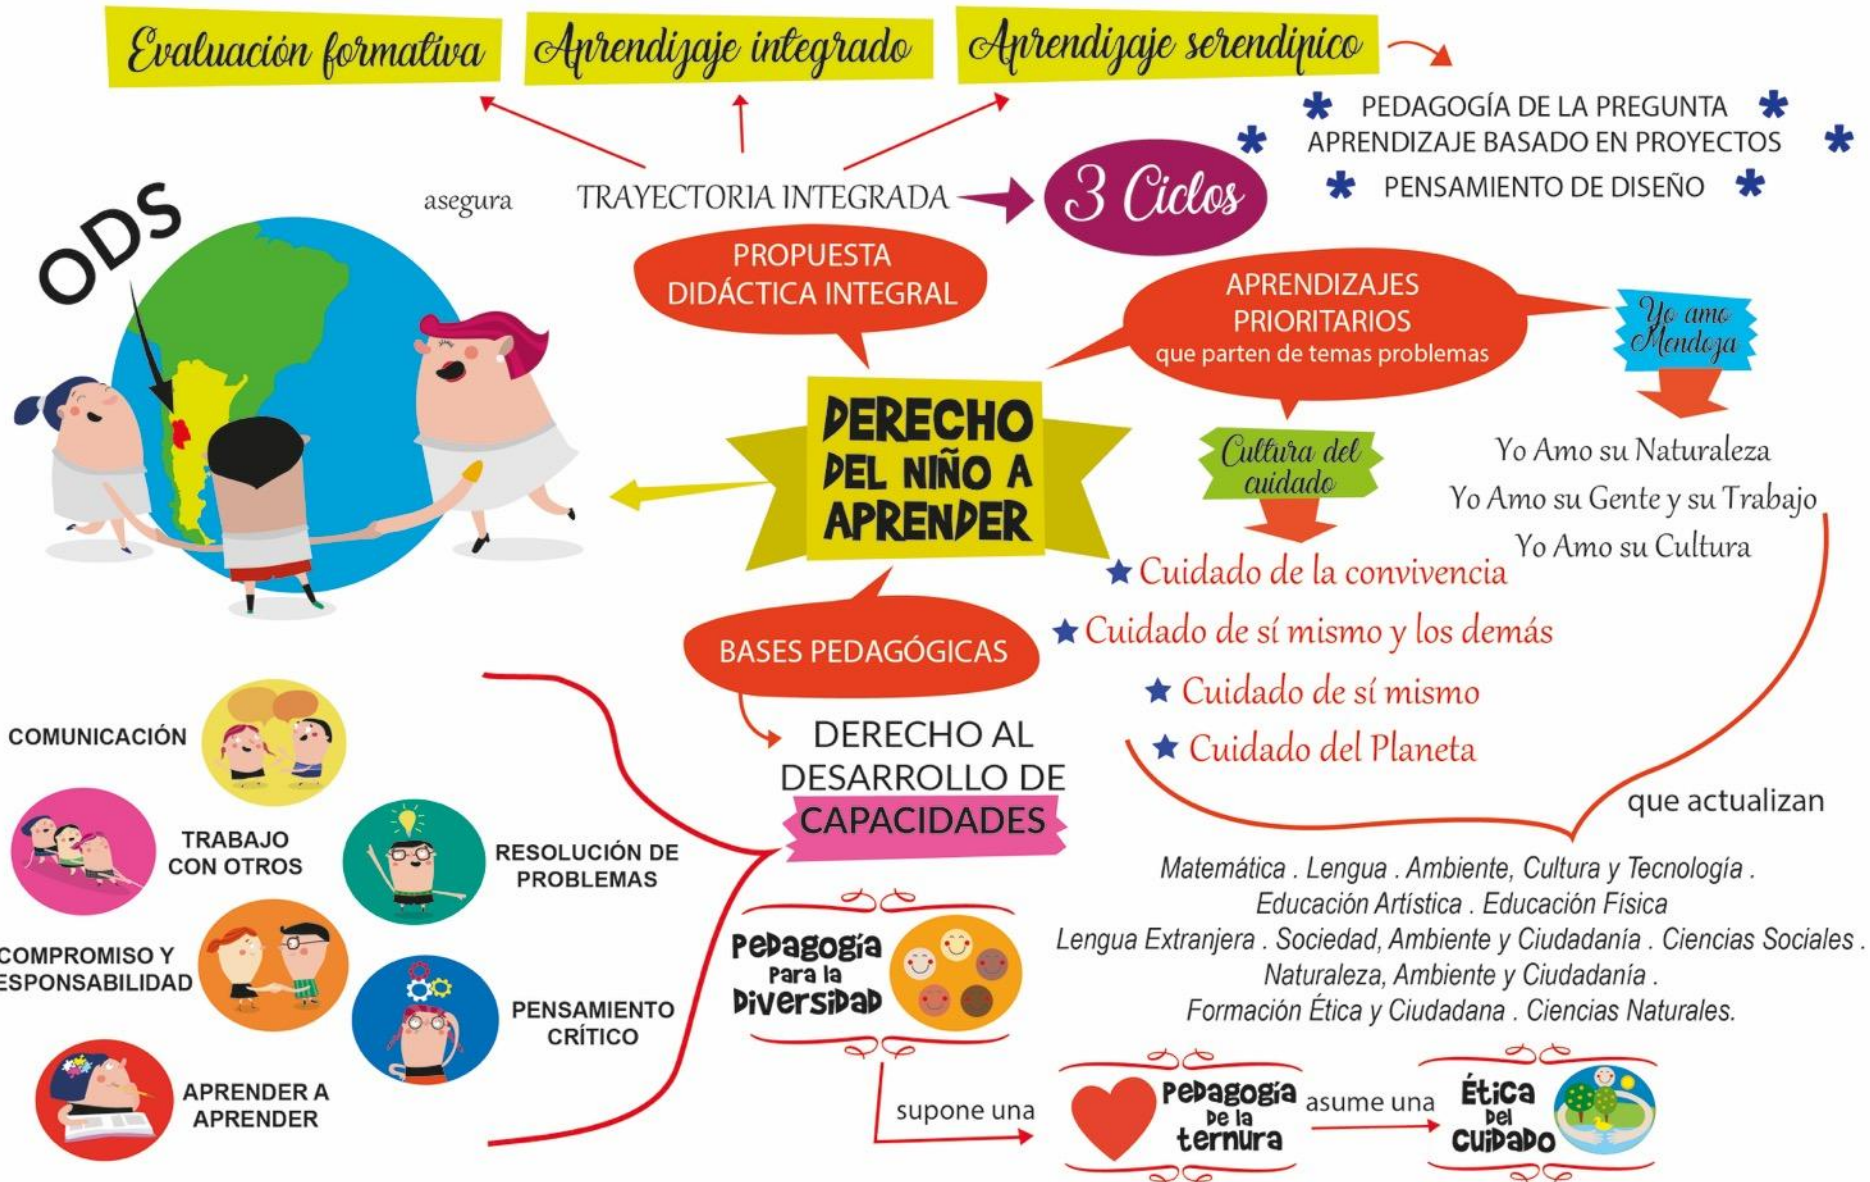 Evaluación formativa
Aprendizaje integrado
Aprendizaje serendípico
PEDAGOGÍA DE LA PREGUNTA
APRENDIZAJE BASADO EN PROYECTOS
PENSAMIENTO DE DISEÑO
ODS
asegura
TRAYECTORIA INTEGRADA
3 Ciclos
PROPUESTA
DIDÁCTICA INTEGRAL
APRENDIZAJES
PRIORITARIOS
que parten de temas problemas
Yo amo
Mendoza
DERECHO
DEL NIÑO A
APRENDER
Cultura del
cuidado
Yo Amo su Naturaleza
Yo Amo su Gente y su Trabajo
Yo Amo su Cultura
Cuidado de la convivencia
Cuidado de sí mismo y los demás
Cuidado de sí mismo
Cuidado del Planeta
BASES PEDAGÓGICAS
DERECHO AL
DESARROLLO DE
CAPACIDADES
COMUNICACIÓN
TRABAJO
CON OTROS
RESOLUCIÓN DE
PROBLEMAS
COMPROMISO Y
RESPONSABILIDAD
PENSAMIENTO
CRÍTICO
APRENDER A
APRENDER
que actualizan
Matemática . Lengua . Ambiente, Cultura y Tecnología .
Educación Artística . Educación Física
Lengua Extranjera . Sociedad, Ambiente y Ciudadanía . Ciencias Sociales .
Naturaleza, Ambiente y Ciudadanía .
Formación Ética y Ciudadana . Ciencias Naturales.
Pedagogía
Para la
Diversidad
supone una
Pedagogía
De la
ternura
asume una
Ética
Del
Cuidado